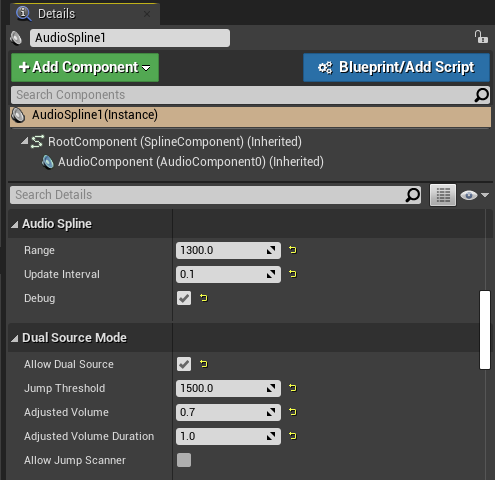 Details
AudioSpline1
+Add Component
Blueprint/Add Script
Search Components
AudioSpline1(Instance)
RootComponent (SplineComponent) (Inherited)
AudioComponent (AudioComponent0) (Inherited)
Search Details
Audio Spline
Range 1300.0
Update Interval 0.1
Debug
Dual Source Mode
Allow Dual Source
Jump Threshold 1500.0
Adjusted Volume 0.7
Adjusted Volume Duration 1.0
Allow Jump Scanner